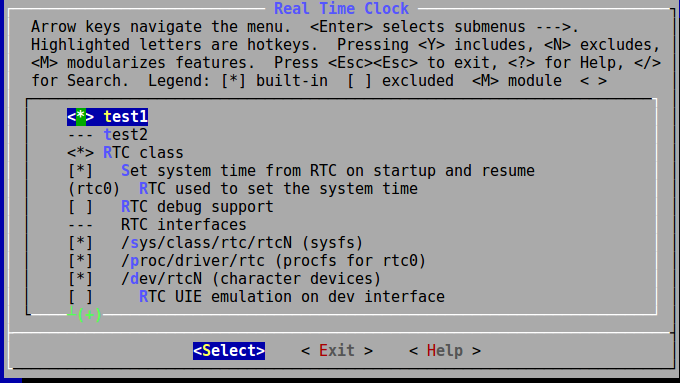 Real Time Clock
Arrow keys navigate the menu.  <Enter> selects submenus --->.
Highlighted letters are hotkeys.  Pressing <Y> includes, <N> excludes,
<M> modularizes features.  Press <Esc><Esc> to exit, <?> for Help, </>
for Search.  Legend: [*] built-in  [ ] excluded  <M> module  < >
<*> test1
--- test2
<*> RTC class
[*]   Set system time from RTC on startup and resume
(rtc0)  RTC used to set the system time
[ ]   RTC debug support
---   RTC interfaces
[*]   /sys/class/rtc/rtcN (sysfs)
[*]   /proc/driver/rtc (procfs for rtc0)
[*]   /dev/rtcN (character devices)
[ ]     RTC UIE emulation on dev interface
┴(+)
<Select>    < Exit >    < Help >